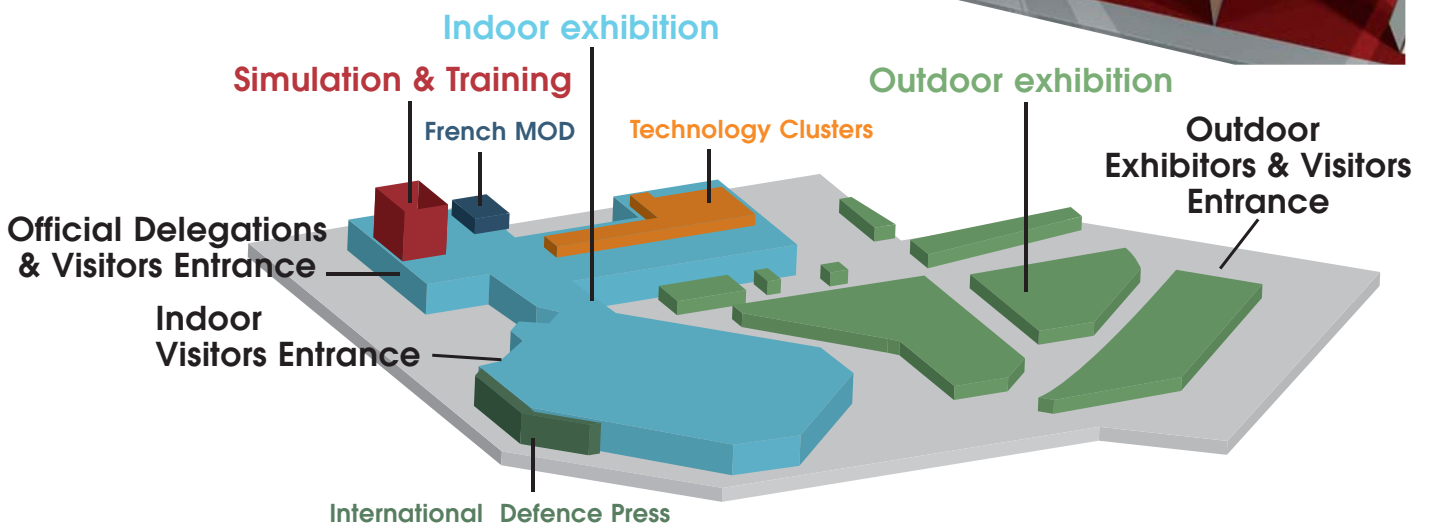 Indoor exhibition
Simulation & Training
Outdoor exhibition
French MOD
Technology Clusters
Outdoor
Exhibitors & Visitors
Entrance
Official Delegations
& Visitors Entrance
Indoor
Visitors Entrance
International Defence Press